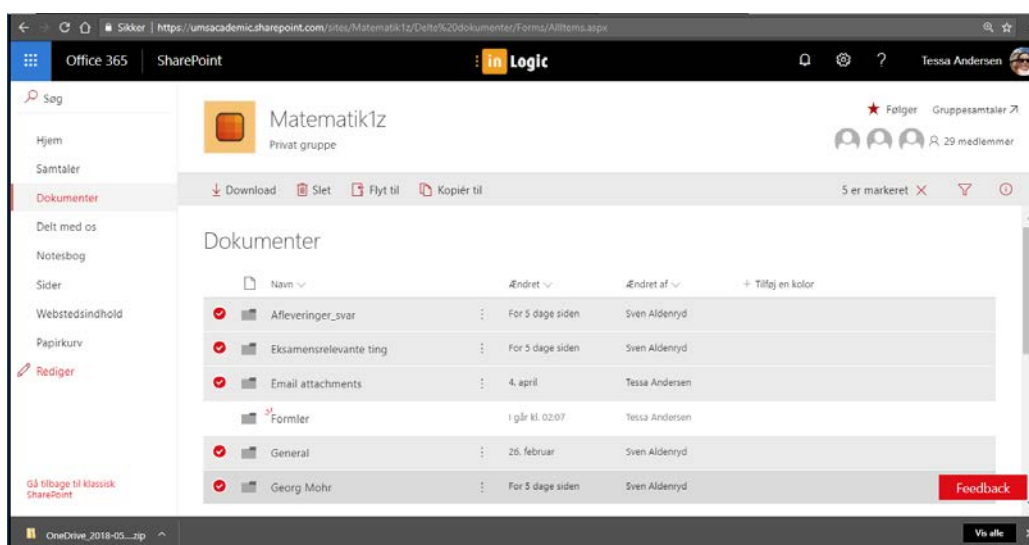 Sikker | https://umsacademic.sharepoint.com/sites/Matematik1z/Delte%20dokumenter/Forms/AllItems.aspx
Office 365 SharePoint in Logic ? Tessa Andersen
Søg
Matematik1z
Privat gruppe
Følger Gruppesamtaler
29 medlemmer
Hjem
Samtaler
Dokumenter
Delt med os
Notesbog
Sider
Webstedsindhold
Papirkurv
Rediger
Gå tilbage til klassisk
SharePoint
Download Slet Flyt til Kopiér til 5 er markeret
Dokumenter
Navn Ændret Ændret af + Tilføj en kolor
Afleveringer_svar For 5 dage siden Sven Aldenryd
Eksamensrelevante ting For 5 dage siden Sven Aldenryd
Email attachments 4. april Tessa Andersen
Formler I går kl. 02:07 Tessa Andersen
General 26. februar Sven Aldenryd
Georg Mohr For 5 dage siden Sven Aldenryd
Feedback
OneDrive_2018-05....zip Vis alle